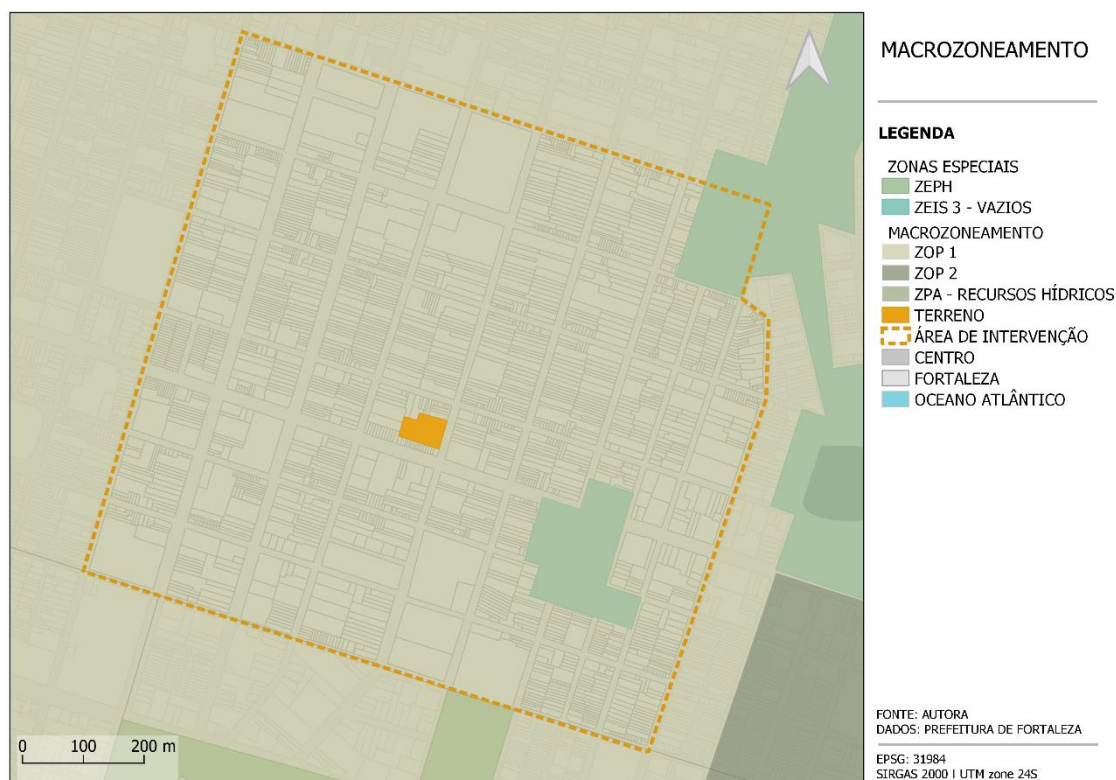 MACROZONEAMENTO
LEGENDA
ZONAS ESPECIAIS
ZEPH
ZEIS 3 - VAZIOS
MACROZONEAMENTO
ZOP 1
ZOP 2
ZPA - RECURSOS HÍDRICOS
TERRENO
ÁREA DE INTERVENÇÃO
CENTRO
FORTALEZA
OCEANO ATLÂNTICO
0 100 200 m
FONTE: AUTORA
DADOS: PREFEITURA DE FORTALEZA
EPSG: 31984
SIRGAS 2000 | UTM zone 24S